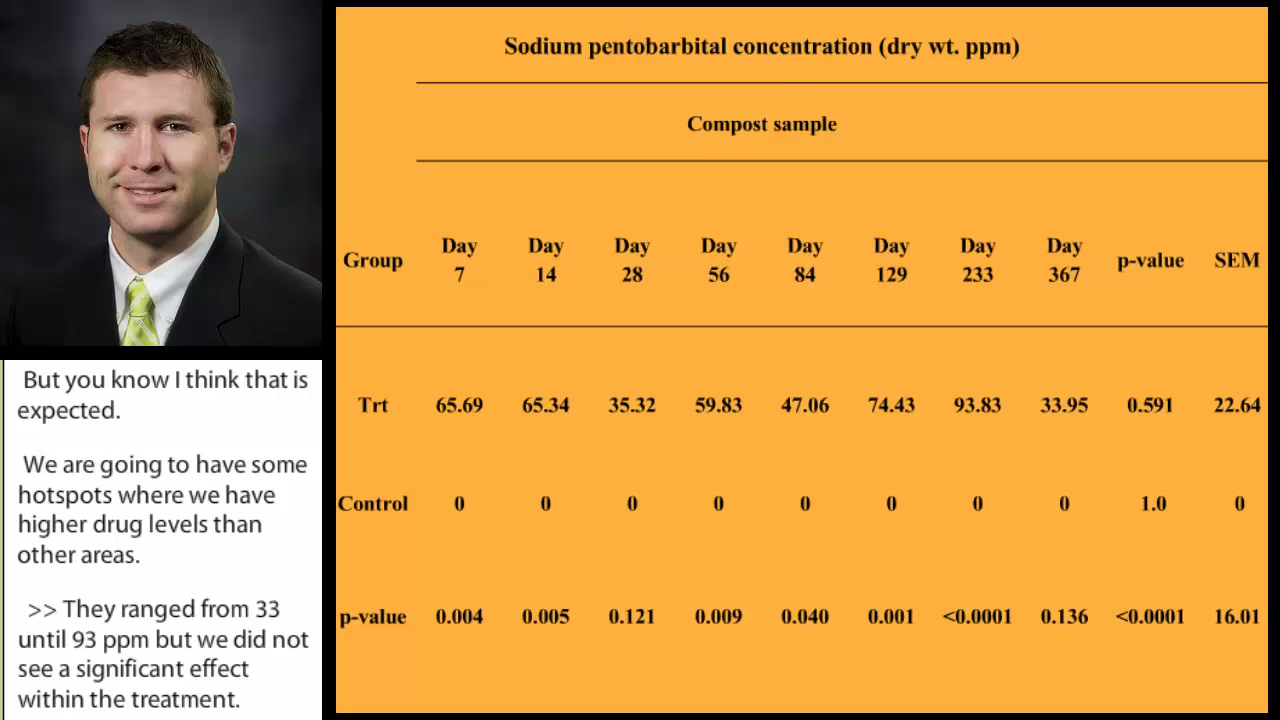 Sodium pentobarbital concentration (dry wt. ppm)
Compost sample
Group Day 7 Day 14 Day 28 Day 56 Day 84 Day 129 Day 233 Day 367 p-value SEM
Trt 65.69 65.34 35.32 59.83 47.06 74.43 93.83 33.95 0.591 22.64
Control 0 0 0 0 0 0 0 0 1.0 0
p-value 0.004 0.005 0.121 0.009 0.040 0.001 <0.0001 0.136 <0.0001 16.01
But you know I think that is
expected.
We are going to have some
hotspots where we have
higher drug levels than
other areas.
>> They ranged from 33
until 93 ppm but we did not
see a significant effect
within the treatment.